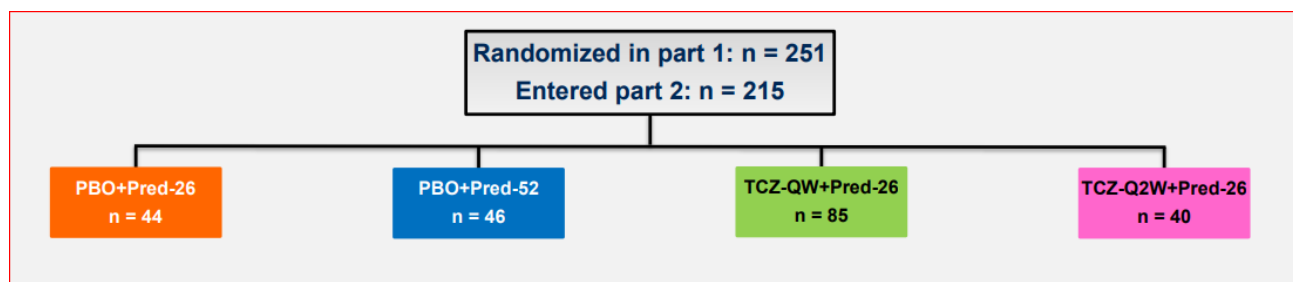 Randomized in part 1: n = 251
Entered part 2: n = 215
PBO+Pred-26
n = 44
PBO+Pred-52
n = 46
TCZ-QW+Pred-26
n = 85
TCZ-Q2W+Pred-26
n = 40